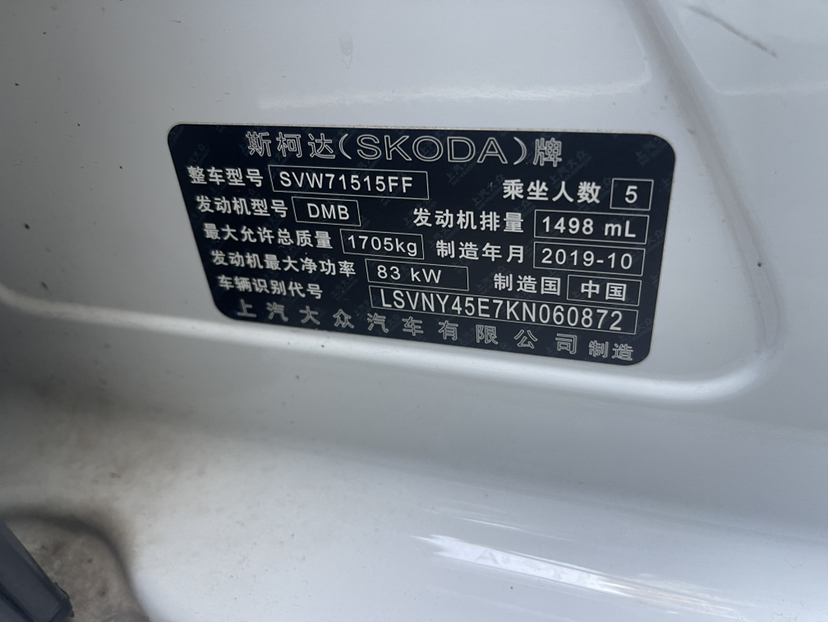 斯柯达(SKODA)牌
整车型号 SVW71515FF 乘坐人数 5
发动机型号 DMB 发动机排量 1498 mL
最大允许总质量 1705kg 制造年月 2019-10
发动机最大净功率 83 kW 制造国 中国
车辆识别代号 LSVNY45E7KN060872
上汽大众汽车有限公司制造